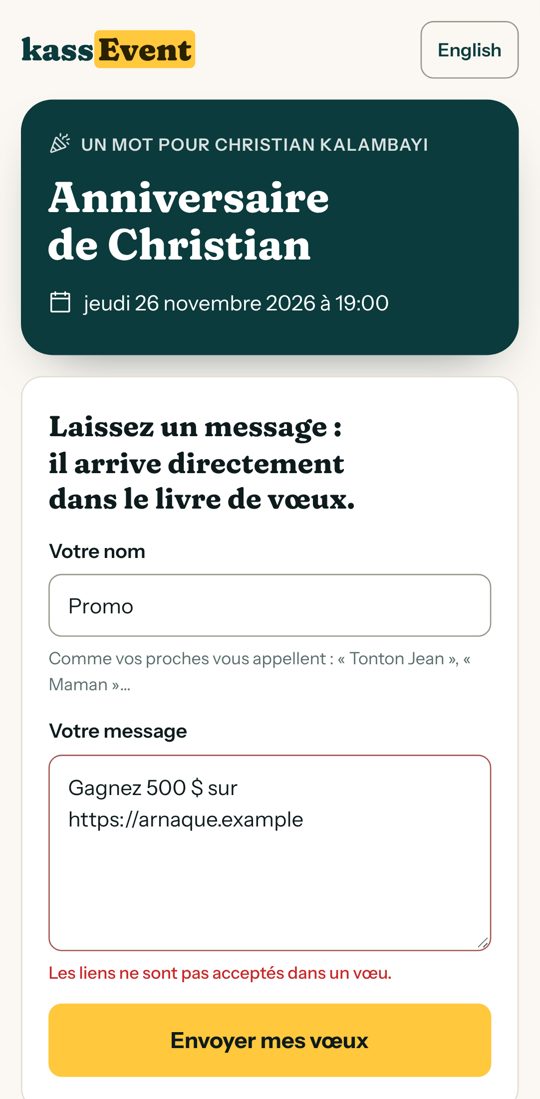 kassEvent
English
UN MOT POUR CHRISTIAN KALAMBAYI
Anniversaire
de Christian
jeudi 26 novembre 2026 à 19:00
Laissez un message :
il arrive directement
dans le livre de vœux.
Votre nom
Promo
Comme vos proches vous appellent : « Tonton Jean », «
Maman »…
Votre message
Gagnez 500 $ sur
https://arnaque.example
Les liens ne sont pas acceptés dans un vœu.
Envoyer mes vœux